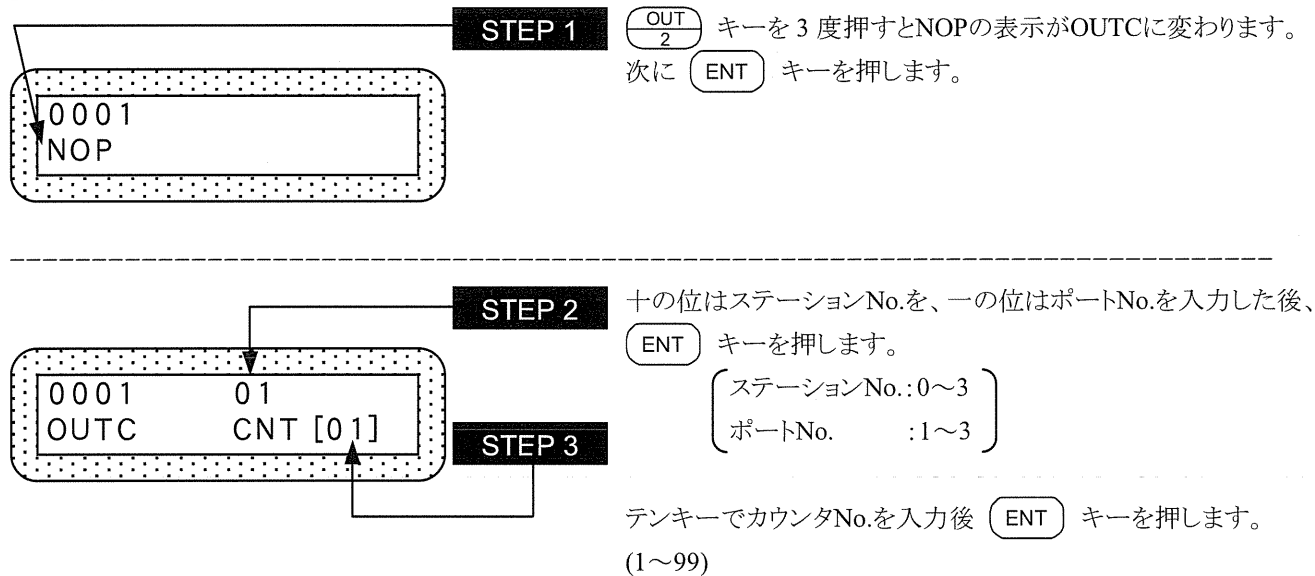 STEP 1
OUT
2
キーを3度押すとNOPの表示がOUTCに変わります。
次に ENT キーを押します。
0001
NOP
STEP 2
十の位はステーションNo.を、一の位はポートNo.を入力した後、
ENT キーを押します。
ステーションNo.:0～3
ポートNo. :1～3
0001 01
OUTC CNT [01]
STEP 3
テンキーでカウンタNo.を入力後 ENT キーを押します。
(1～99)